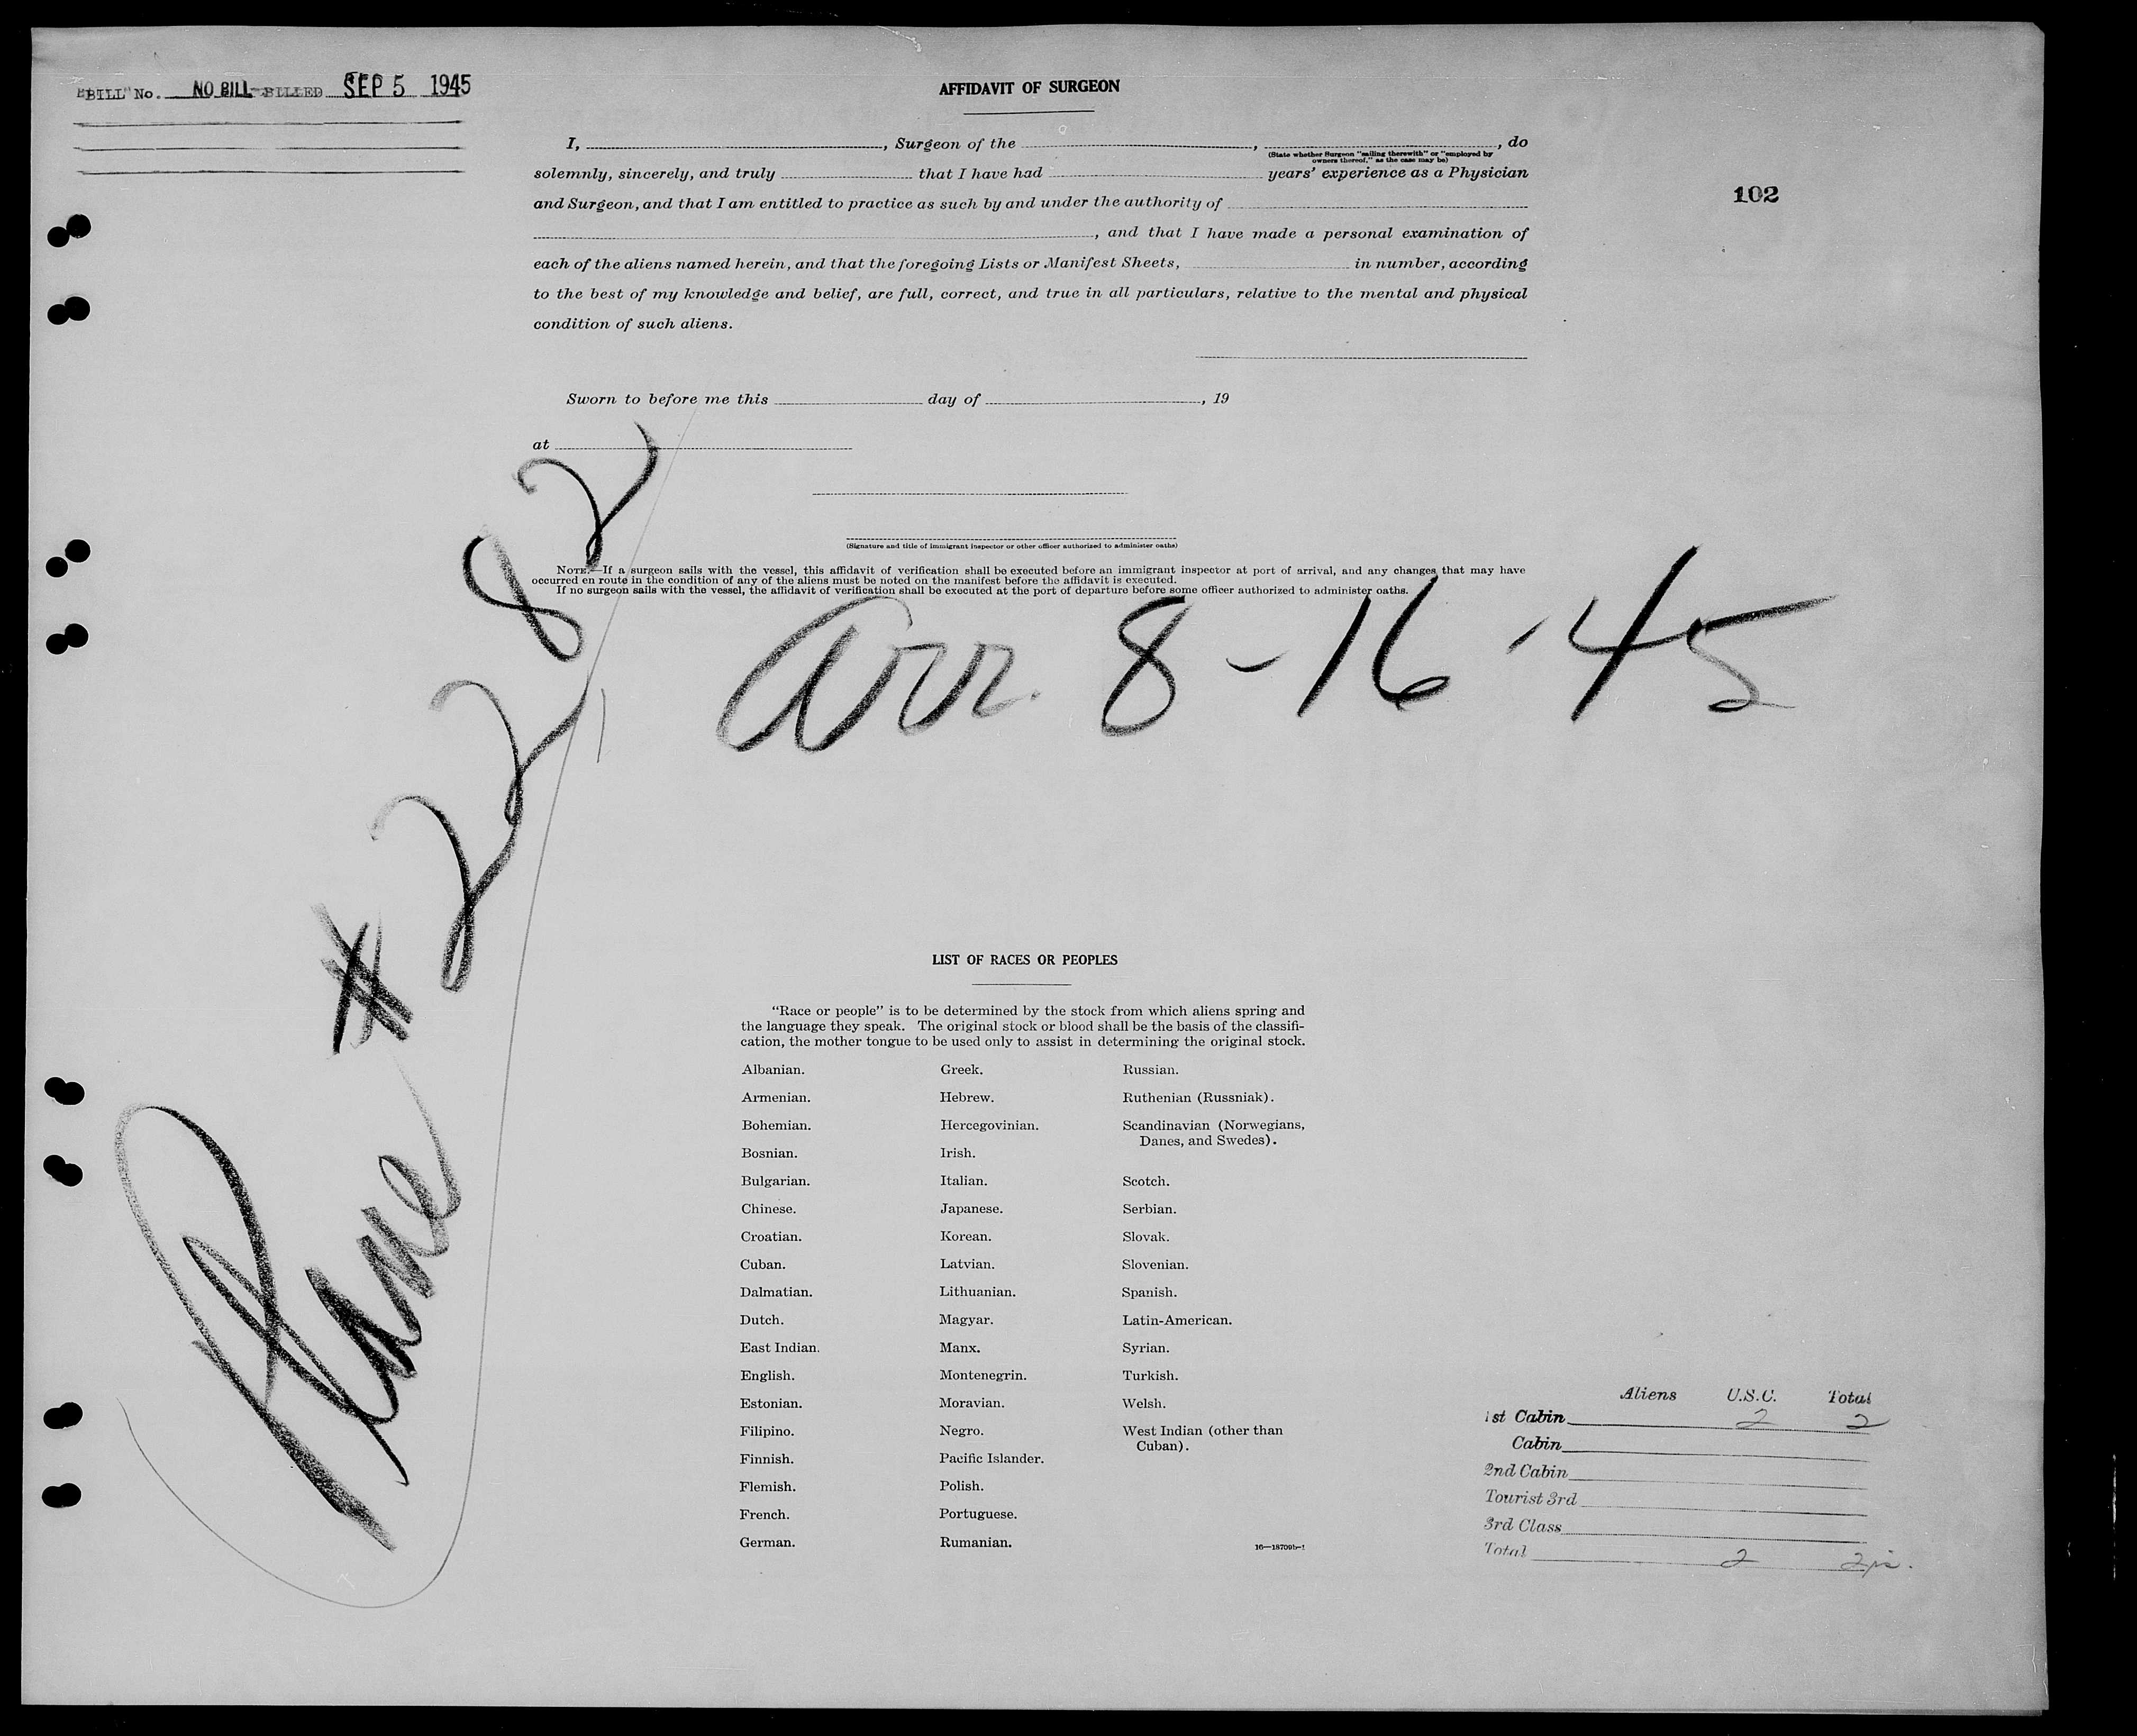 "BILL" No. NO BILL BILLED SEP 5 1945
AFFIDAVIT OF SURGEON
102
I, , Surgeon of the , , do
(State whether Surgeon "sailing therewith" or "employed by
owners thereof," as the case may be)
solemnly, sincerely, and truly that I have had years' experience as a Physician
and Surgeon, and that I am entitled to practice as such by and under the authority of
, and that I have made a personal examination of
each of the aliens named herein, and that the foregoing Lists or Manifest Sheets, in number, according
to the best of my knowledge and belief, are full, correct, and true in all particulars, relative to the mental and physical
condition of such aliens.
Sworn to before me this day of , 19
at
(Signature and title of immigrant inspector or other officer authorized to administer oaths)
NOTE.—If a surgeon sails with the vessel, this affidavit of verification shall be executed before an immigrant inspector at port of arrival, and any changes that may have
occurred en route in the condition of any of the aliens must be noted on the manifest before the affidavit is executed.
If no surgeon sails with the vessel, the affidavit of verification shall be executed at the port of departure before some officer authorized to administer oaths.
Arr. 8-16-45
Plane # 2282
LIST OF RACES OR PEOPLES
"Race or people" is to be determined by the stock from which aliens spring and
the language they speak. The original stock or blood shall be the basis of the classifi-
cation, the mother tongue to be used only to assist in determining the original stock.
Albanian. Greek. Russian.
Armenian. Hebrew. Ruthenian (Russniak).
Bohemian. Hercegovinian. Scandinavian (Norwegians,
Danes, and Swedes).
Bosnian. Irish.
Bulgarian. Italian. Scotch.
Chinese. Japanese. Serbian.
Croatian. Korean. Slovak.
Cuban. Latvian. Slovenian.
Dalmatian. Lithuanian. Spanish.
Dutch. Magyar. Latin-American.
East Indian. Manx. Syrian.
English. Montenegrin. Turkish.
Estonian. Moravian. Welsh.
Filipino. Negro. West Indian (other than
Cuban).
Finnish. Pacific Islander.
Flemish. Polish.
French. Portuguese.
German. Rumanian.
16—18709b-1
Aliens U.S.C. Total
1st Cabin 2 2
Cabin
2nd Cabin
Tourist 3rd
3rd Class
Total 2 2